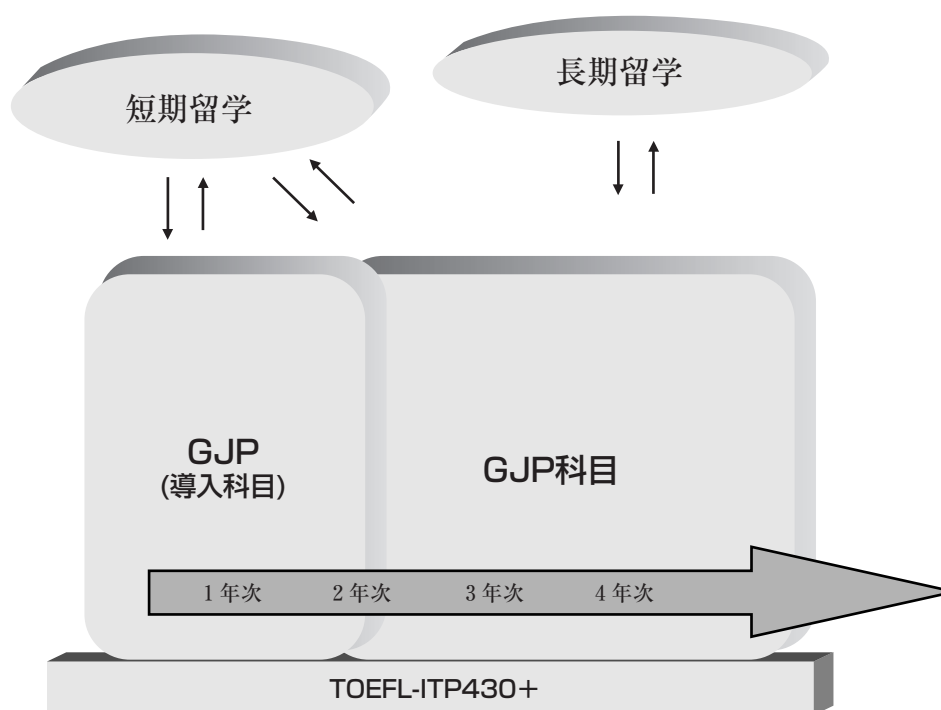 短期留学
長期留学
GJP
(導入科目)
GJP科目
1年次 2年次 3年次 4年次
TOEFL-ITP430+